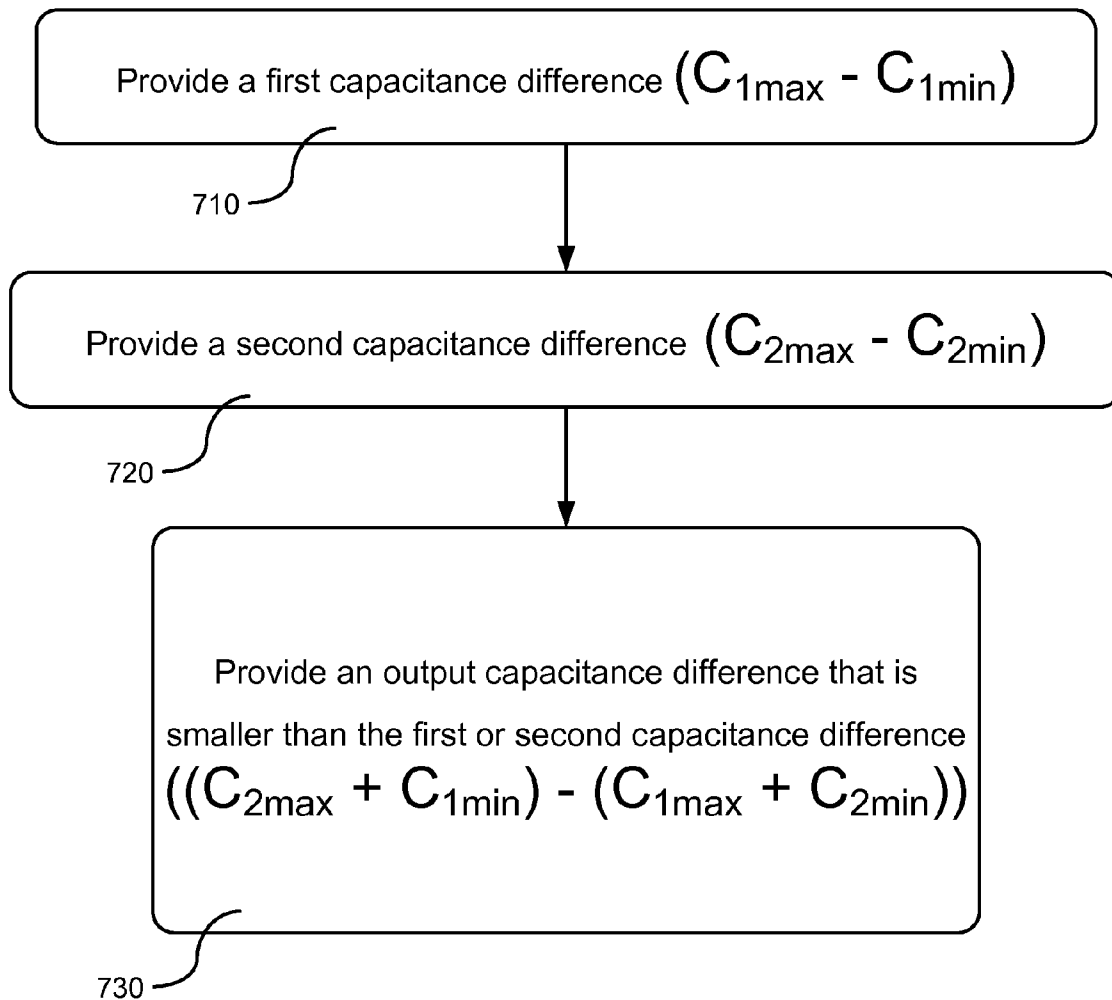 Provide a first capacitance difference (C1max - C1min)
710
Provide a second capacitance difference (C2max - C2min)
720
Provide an output capacitance difference that is
smaller than the first or second capacitance difference
((C2max + C1min) - (C1max + C2min))
730